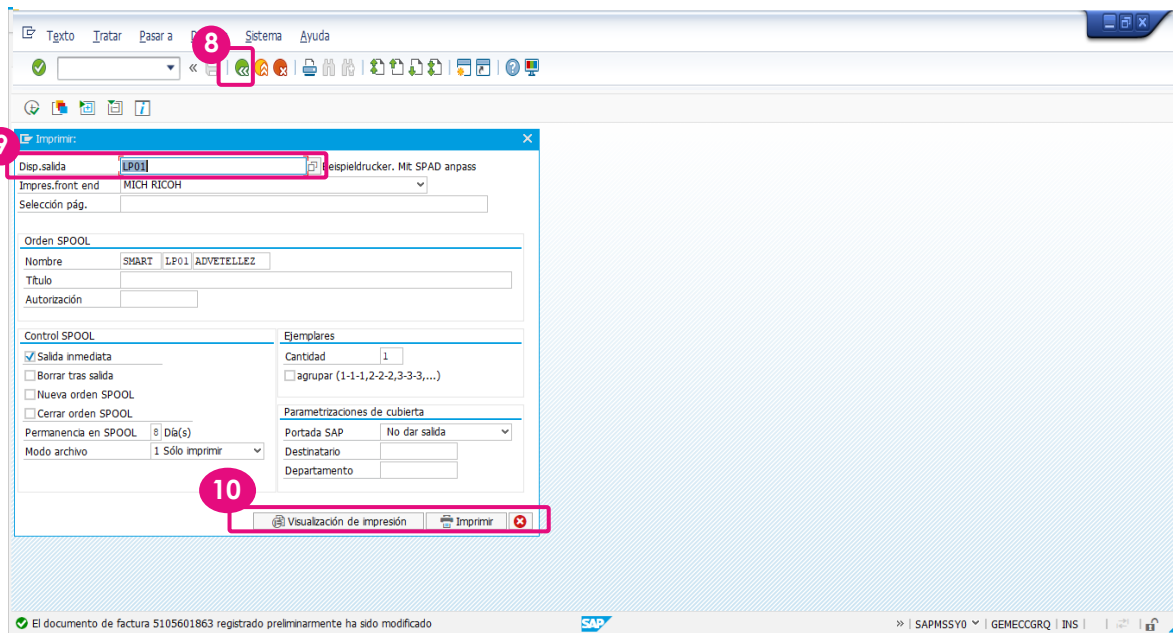 Texto Tratar Pasar a Sistema Ayuda
8
9
Imprimir:
Disp.salida LP01 Beispieldrucker. Mit SPAD anpass
Impres.front end MICH RICOH
Selección pág.
Orden SPOOL
Nombre SMART LP01 ADVETELLEZ
Título
Autorización
Control SPOOL
Salida inmediata
Borrar tras salida
Nueva orden SPOOL
Cerrar orden SPOOL
Permanencia en SPOOL 8 Día(s)
Modo archivo 1 Sólo imprimir
Ejemplares
Cantidad 1
agrupar (1-1-1,2-2-2,3-3-3,...)
Parametrizaciones de cubierta
Portada SAP No dar salida
Destinatario
Departamento
10
Visualización de impresión Imprimir
El documento de factura 5105601863 registrado preliminarmente ha sido modificado SAP » | SAPMSSY0 | GEMECCGRQ | INS |